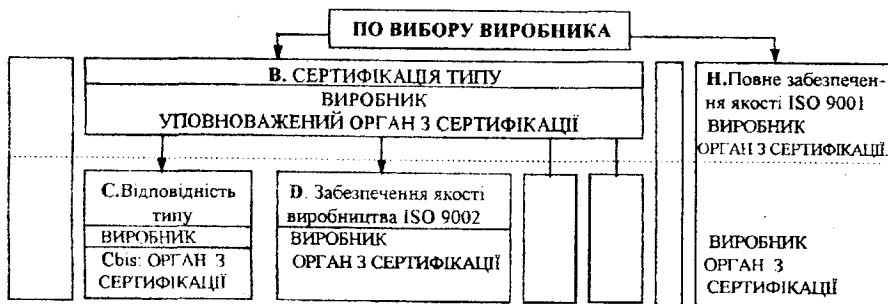 ПО ВИБОРУ ВИРОБНИКА
В. СЕРТИФІКАЦІЯ ТИПУ
ВИРОБНИК
УПОВНОВАЖЕНИЙ ОРГАН З СЕРТИФІКАЦІЇ
Н.Повне забезпечен-
ня якості ISO 9001
ВИРОБНИК
ОРГАН З СЕРТИФІКАЦІЇ.
С.Відповідність
типу
ВИРОБНИК
Cbis: ОРГАН З
СЕРТИФІКАЦІЇ
D. Забезпечення якості
виробництва ISO 9002
ВИРОБНИК
ОРГАН З СЕРТИФІКАЦІЇ
ВИРОБНИК
ОРГАН З
СЕРТИФІКАЦІЇ